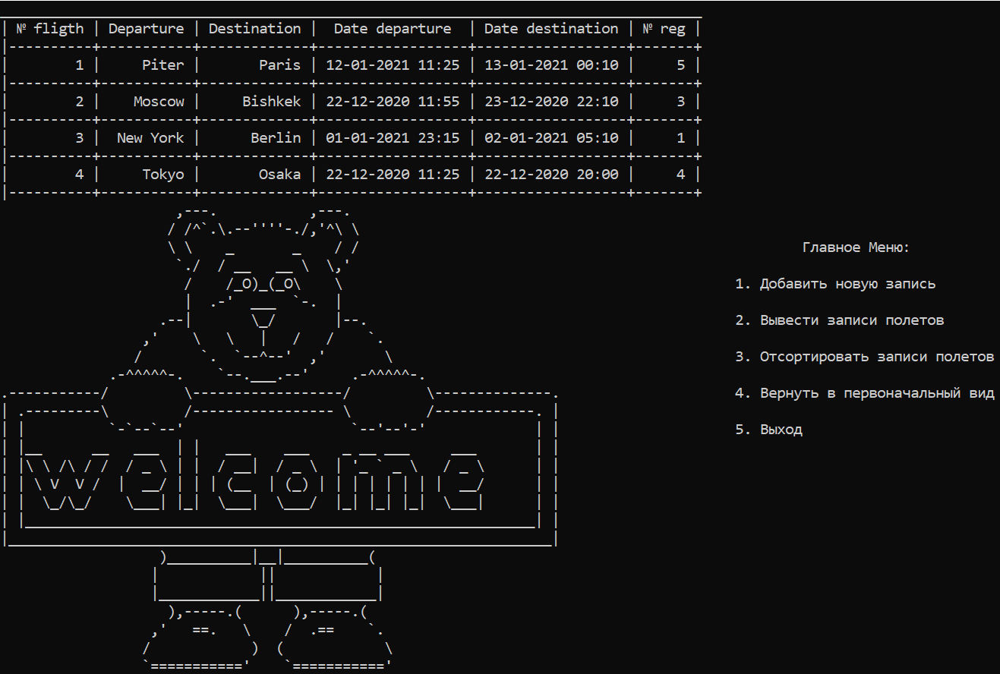 № fligth | Departure | Destination | Date departure | Date destination | № reg
1 | Piter | Paris | 12-01-2021 11:25 | 13-01-2021 00:10 | 5
2 | Moscow | Bishkek | 22-12-2020 11:55 | 23-12-2020 22:10 | 3
3 | New York | Berlin | 01-01-2021 23:15 | 02-01-2021 05:10 | 1
4 | Tokyo | Osaka | 22-12-2020 11:25 | 22-12-2020 20:00 | 4
Главное Меню:
1. Добавить новую запись
2. Вывести записи полетов
3. Отсортировать записи полетов
4. Вернуть в первоначальный вид
5. Выход
welcome